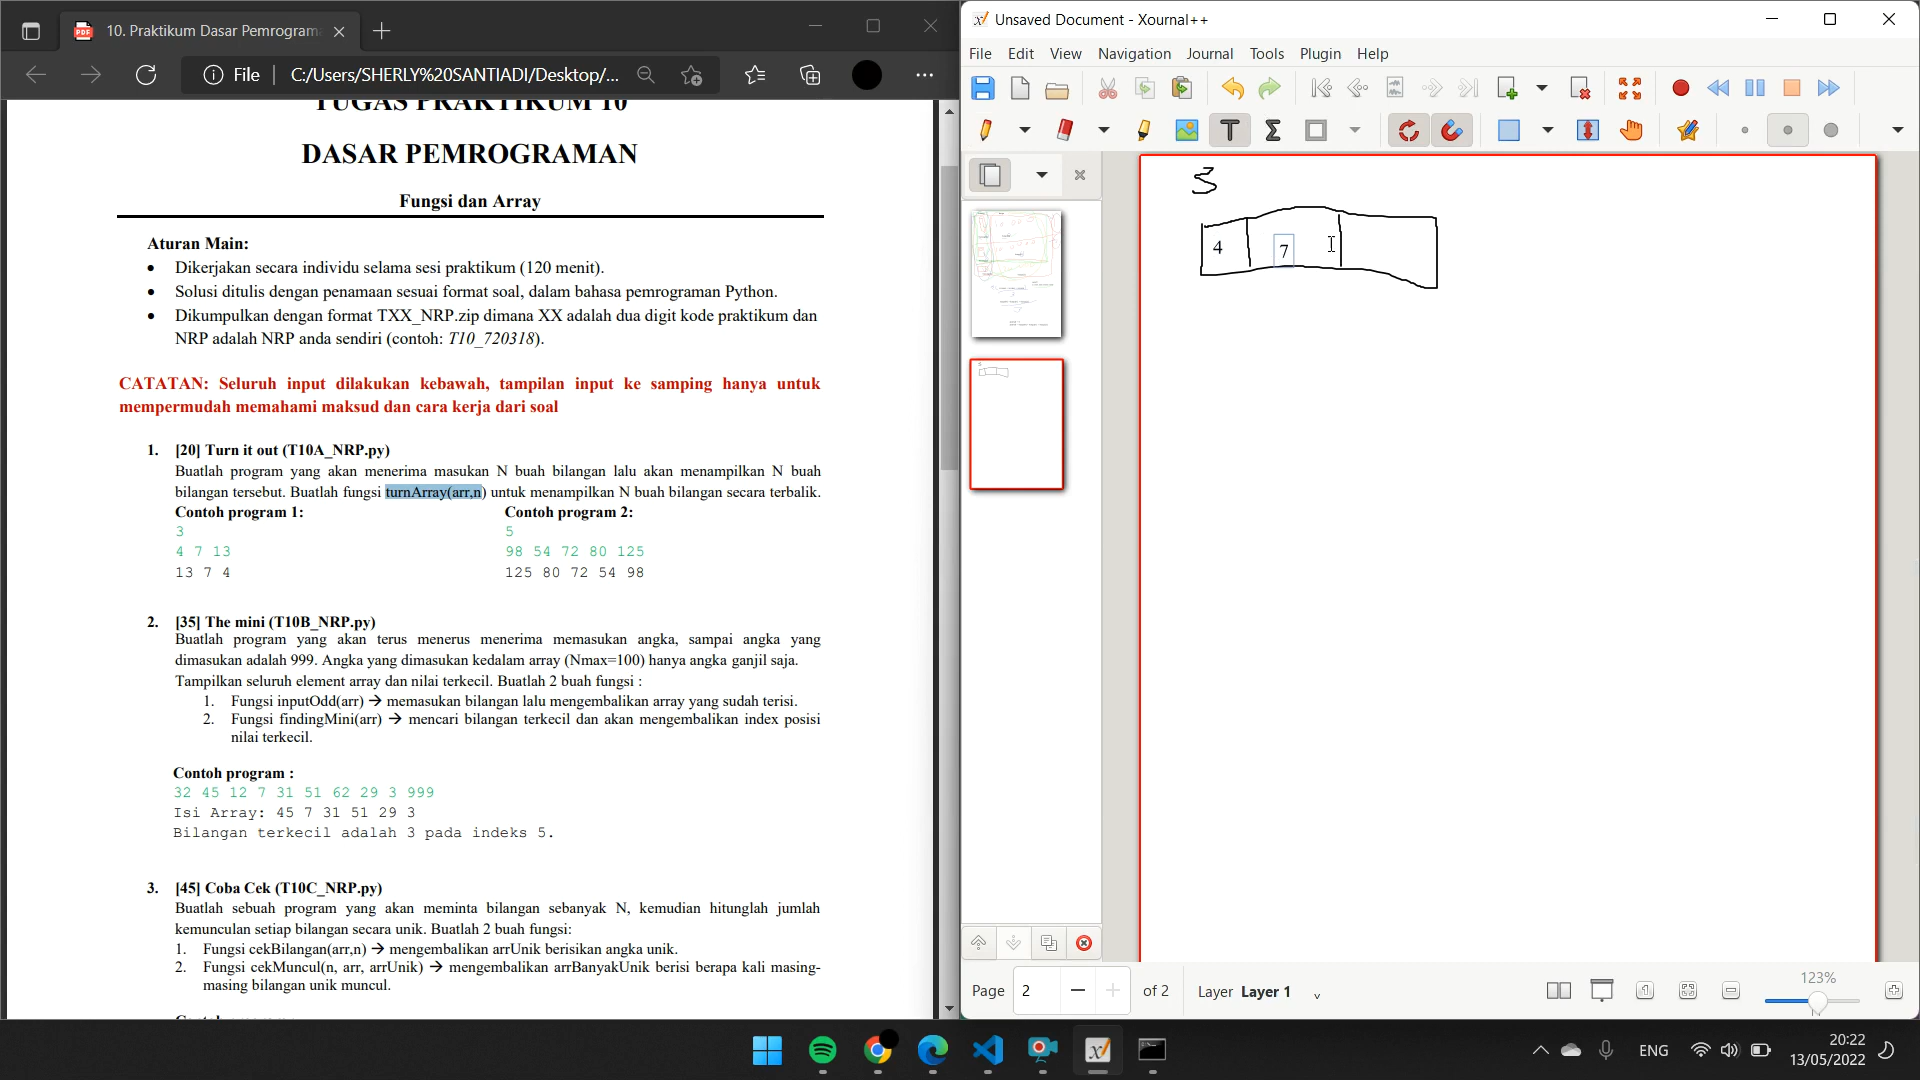 10. Praktikum Dasar Pemrogram
File
C:/Users/SHERLY%20SANTIADI/Desktop/...
TUGAS PRAKTIKUM 10
DASAR PEMROGRAMAN
Fungsi dan Array
Aturan Main:
• Dikerjakan secara individu selama sesi praktikum (120 menit).
• Solusi ditulis dengan penamaan sesuai format soal, dalam bahasa pemrograman Python.
• Dikumpulkan dengan format TXX_NRP.zip dimana XX adalah dua digit kode praktikum dan
NRP adalah NRP anda sendiri (contoh: T10_720318).
CATATAN: Seluruh input dilakukan kebawah, tampilan input ke samping hanya untuk
mempermudah memahami maksud dan cara kerja dari soal
1. [20] Turn it out (T10A_NRP.py)
Buatlah program yang akan menerima masukan N buah bilangan lalu akan menampilkan N buah
bilangan tersebut. Buatlah fungsi turnArray(arr,n) untuk menampilkan N buah bilangan secara terbalik.
Contoh program 1:
3
4 7 13
13 7 4
Contoh program 2:
5
98 54 72 80 125
125 80 72 54 98
2. [35] The mini (T10B_NRP.py)
Buatlah program yang akan terus menerus menerima memasukan angka, sampai angka yang
dimasukan adalah 999. Angka yang dimasukan kedalam array (Nmax=100) hanya angka ganjil saja.
Tampilkan seluruh element array dan nilai terkecil. Buatlah 2 buah fungsi :
1. Fungsi inputOdd(arr) → memasukan bilangan lalu mengembalikan array yang sudah terisi.
2. Fungsi findingMini(arr) → mencari bilangan terkecil dan akan mengembalikan index posisi
nilai terkecil.
Contoh program :
32 45 12 7 31 51 62 29 3 999
Isi Array: 45 7 31 51 29 3
Bilangan terkecil adalah 3 pada indeks 5.
3. [45] Coba Cek (T10C_NRP.py)
Buatlah sebuah program yang akan meminta bilangan sebanyak N, kemudian hitunglah jumlah
kemunculan setiap bilangan secara unik. Buatlah 2 buah fungsi:
1. Fungsi cekBilangan(arr,n) → mengembalikan arrUnik berisikan angka unik.
2. Fungsi cekMuncul(n, arr, arrUnik) → mengembalikan arrBanyakUnik berisi berapa kali masing-
masing bilangan unik muncul.
Unsaved Document - Xournal++
File Edit View Navigation Journal Tools Plugin Help
3
4 7
Page 2 of 2 Layer Layer 1
123%
ENG
20:22
13/05/2022